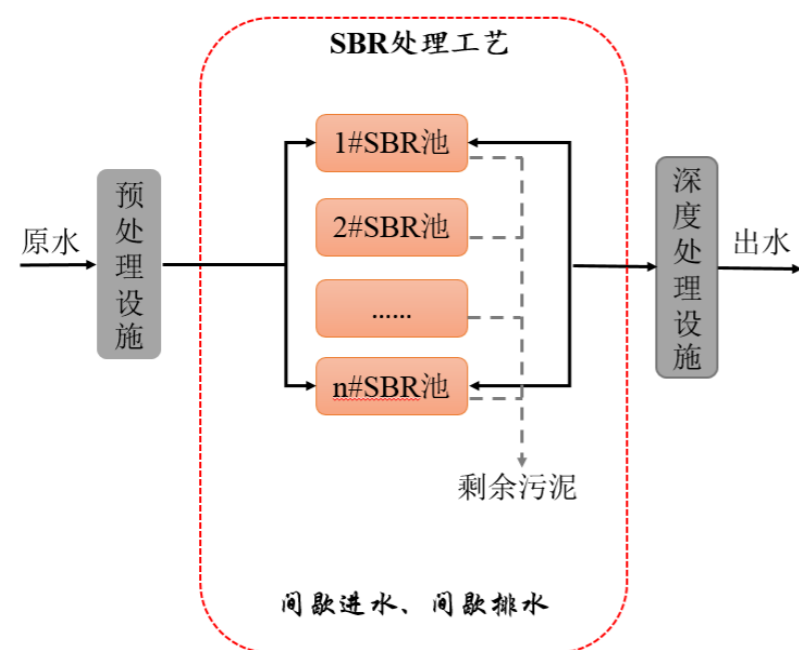 SBR处理工艺
1#SBR池
预处理设施
深度处理设施
原水
2#SBR池
出水
......
n#SBR池
剩余污泥
间歇进水、间歇排水